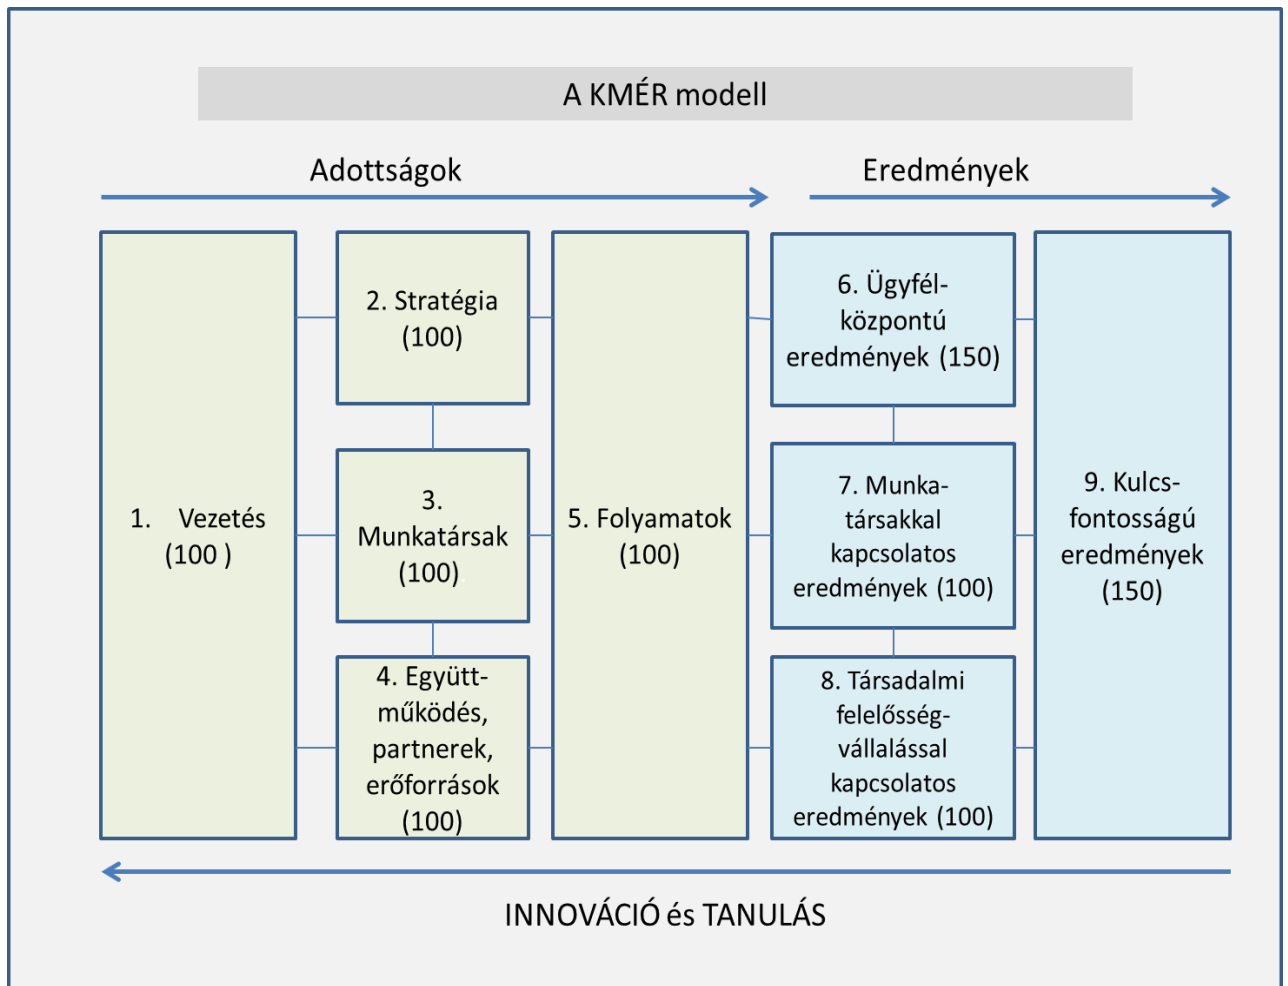 A KMÉR modell
Adottságok
Eredmények
1. Vezetés
(100 )
2. Stratégia
(100)
3.
Munkatársak
(100)
4. Együtt-
működés,
partnerek,
erőforrások
(100)
5. Folyamatok
(100)
6. Ügyfél-
központú
eredmények (150)
7. Munka-
társakkal
kapcsolatos
eredmények (100)
8. Társadalmi
felelősség-
vállalással
kapcsolatos
eredmények (100)
9. Kulcs-
fontosságú
eredmények
(150)
INNOVÁCIÓ és TANULÁS